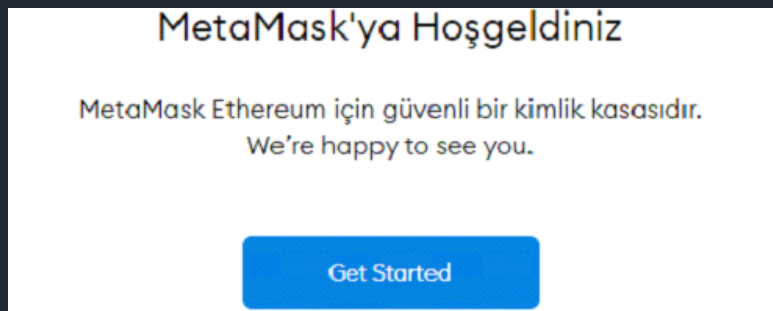 MetaMask'ya Hoşgeldiniz
MetaMask Ethereum için güvenli bir kimlik kasasıdır.
We're happy to see you.
Get Started